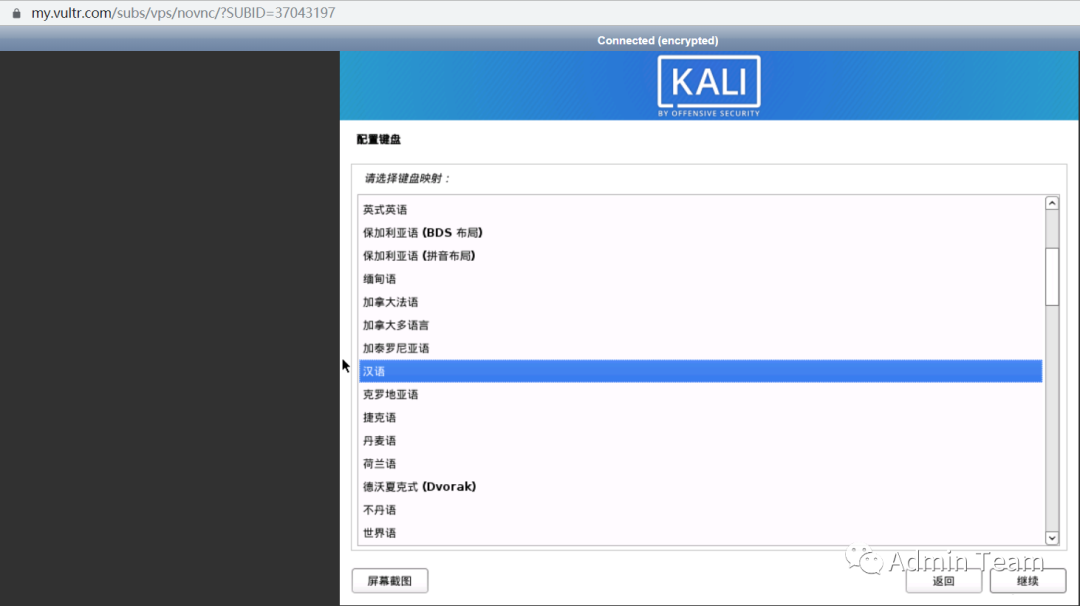 my.vultr.com/subs/vps/novnc/?SUBID=37043197
Connected (encrypted)
KALI
BY OFFENSIVE SECURITY
配置键盘
请选择键盘映射：
英式英语
保加利亚语 (BDS 布局)
保加利亚语 (拼音布局)
缅甸语
加拿大法语
加拿大多语言
加泰罗尼亚语
汉语
克罗地亚语
捷克语
丹麦语
荷兰语
德沃夏克式 (Dvorak)
不丹语
世界语
Admin Team
屏幕截图
返回
继续